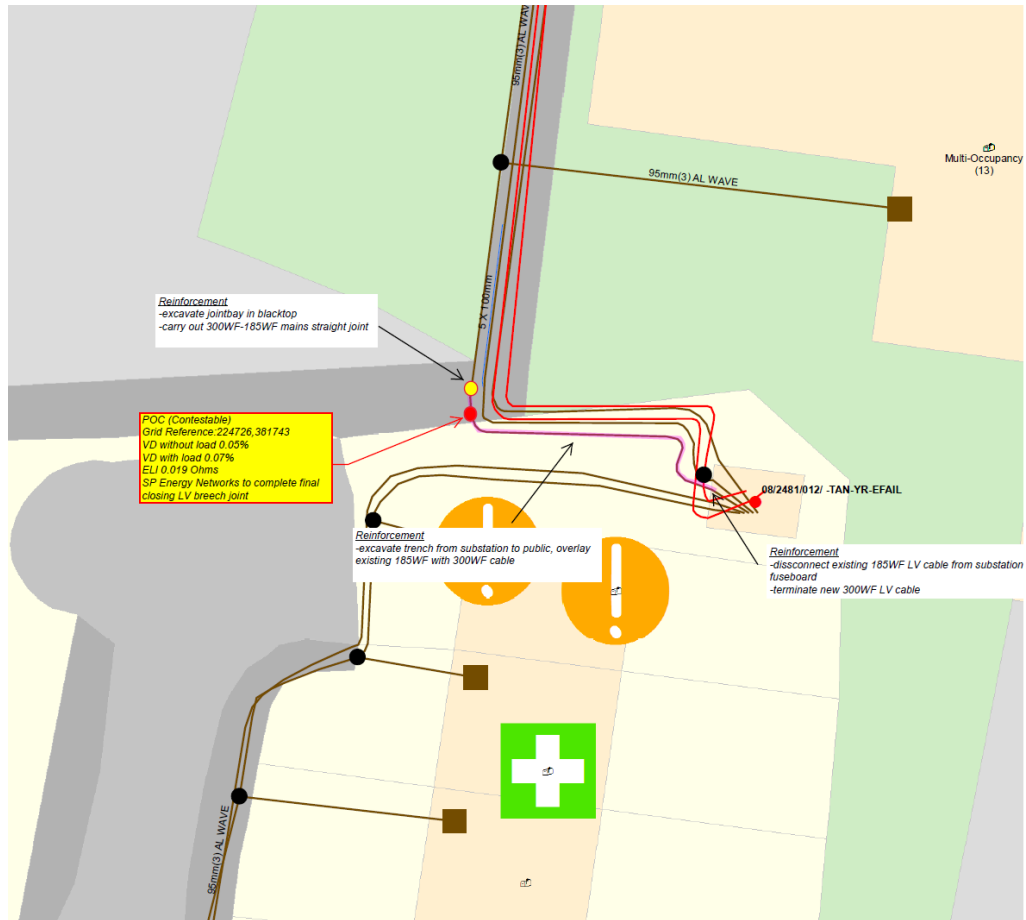 95mm(3) AL WAVE
Multi-Occupancy
(13)
95mm(3) AL WAVE
5 X 100mm
Reinforcement
-excavate jointbay in blacktop
-carry out 300WF-185WF mains straight joint
POC (Contestable)
Grid Reference:224726,381743
VD without load 0.05%
VD with load 0.07%
ELI 0.019 Ohms
SP Energy Networks to complete final
closing LV breech joint
08/2481/012/ -TAN-YR-EFAIL
Reinforcement
-excavate trench from substation to public, overlay
existing 185WF with 300WF cable
Reinforcement
-dissconnect existing 185WF LV cable from substation
fuseboard
-terminate new 300WF LV cable
95mm(3) AL WAVE